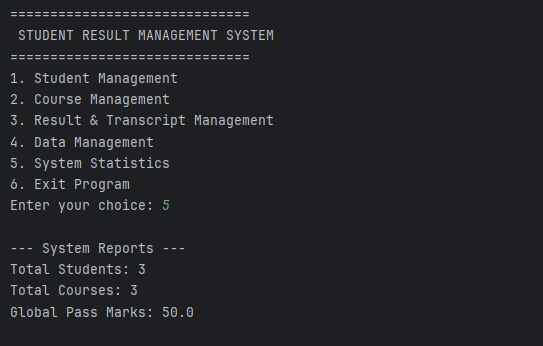 ==============================
 STUDENT RESULT MANAGEMENT SYSTEM
==============================
1. Student Management
2. Course Management
3. Result & Transcript Management
4. Data Management
5. System Statistics
6. Exit Program
Enter your choice: 5

--- System Reports ---
Total Students: 3
Total Courses: 3
Global Pass Marks: 50.0